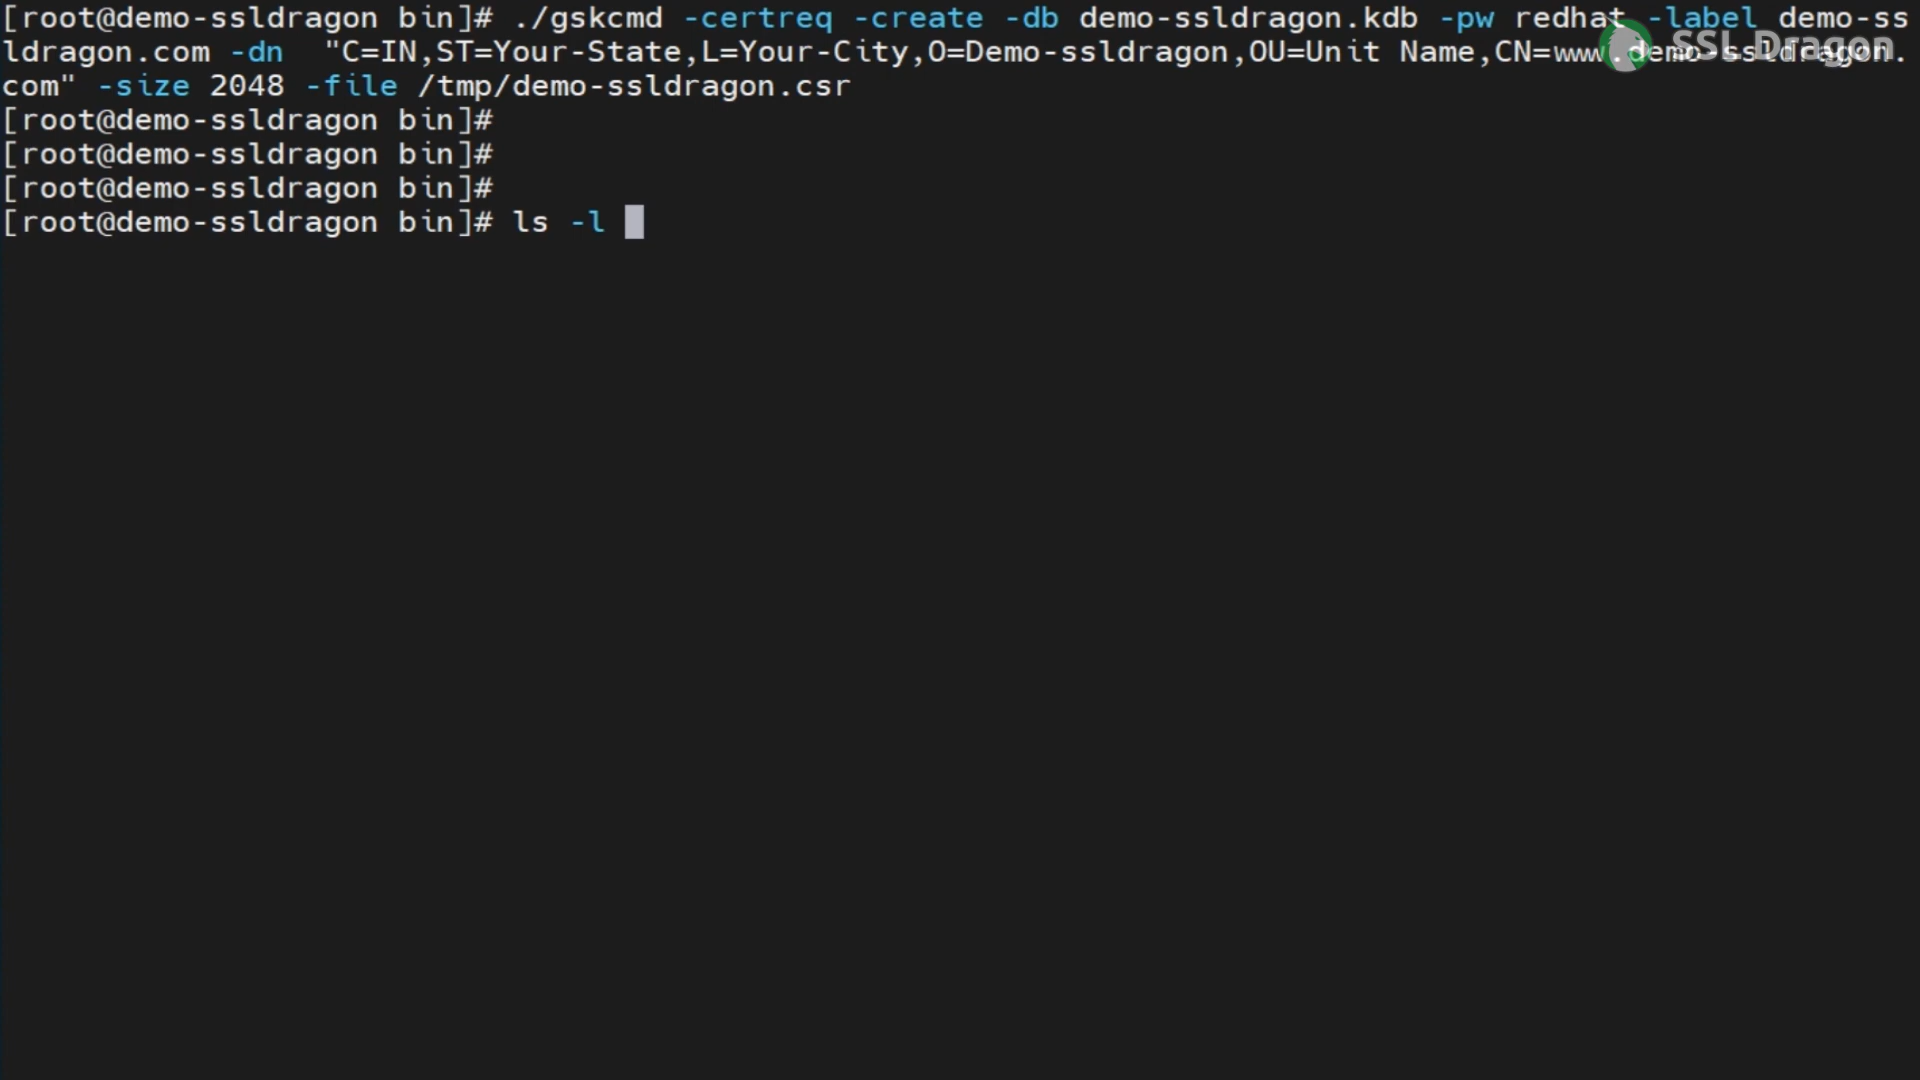 [root@demo-ssldragon bin]# ./gskcmd -certreq -create -db demo-ssldragon.kdb -pw redhat -label demo-ss
ldragon.com -dn  "C=IN,ST=Your-State,L=Your-City,O=Demo-ssldragon,OU=Unit Name,CN=www.demo-ssldragon.
com" -size 2048 -file /tmp/demo-ssldragon.csr
[root@demo-ssldragon bin]#
[root@demo-ssldragon bin]#
[root@demo-ssldragon bin]#
[root@demo-ssldragon bin]# ls -l
SSL Dragon